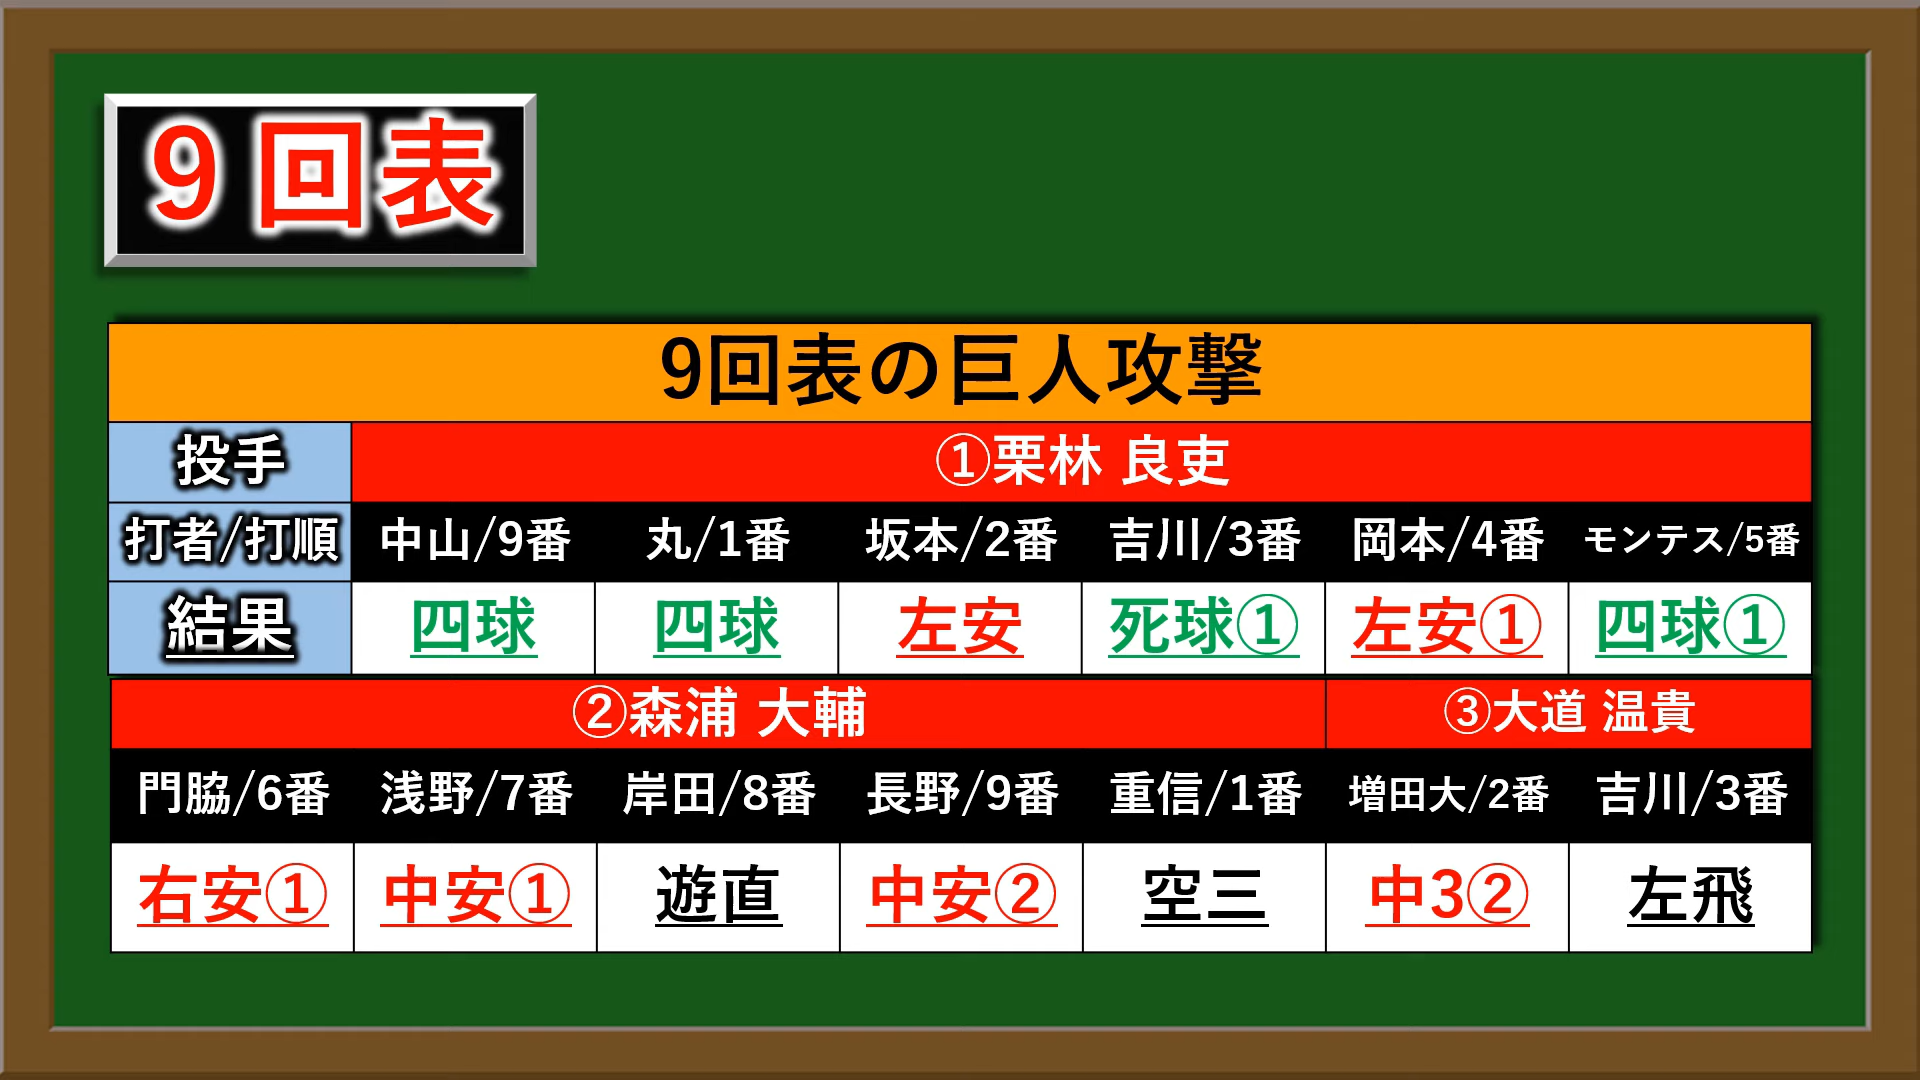 9回表
9回表の巨人攻撃
投手 ①栗林 良吏
打者/打順 中山/9番 丸/1番 坂本/2番 吉川/3番 岡本/4番 モンテス/5番
結果 四球 四球 左安 死球① 左安① 四球①
②森浦 大輔 ③大道 温貴
門脇/6番 浅野/7番 岸田/8番 長野/9番 重信/1番 増田大/2番 吉川/3番
右安① 中安① 遊直 中安② 空三 中3② 左飛